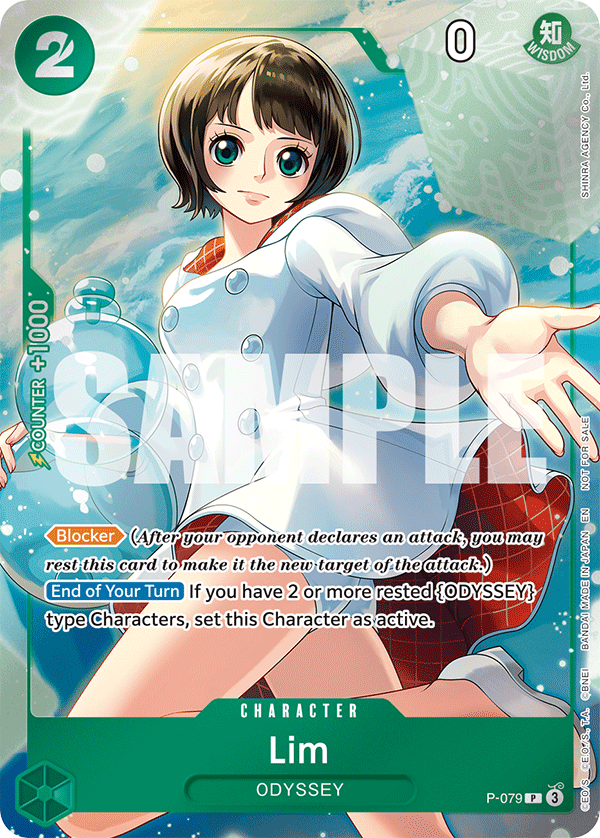 2
0
知
WISDOM
SHINRA AGENCY Co., Ltd.
COUNTER +1000
SAMPLE
Blocker (After your opponent declares an attack, you may
rest this card to make it the new target of the attack.)
End of Your Turn If you have 2 or more rested {ODYSSEY}
type Characters, set this Character as active.
©E.O./S., ©E.O./S., T.A. ©BNEI BANDAI MADE IN JAPAN EN NOT FOR SALE
CHARACTER
Lim
ODYSSEY
P-079 P 3